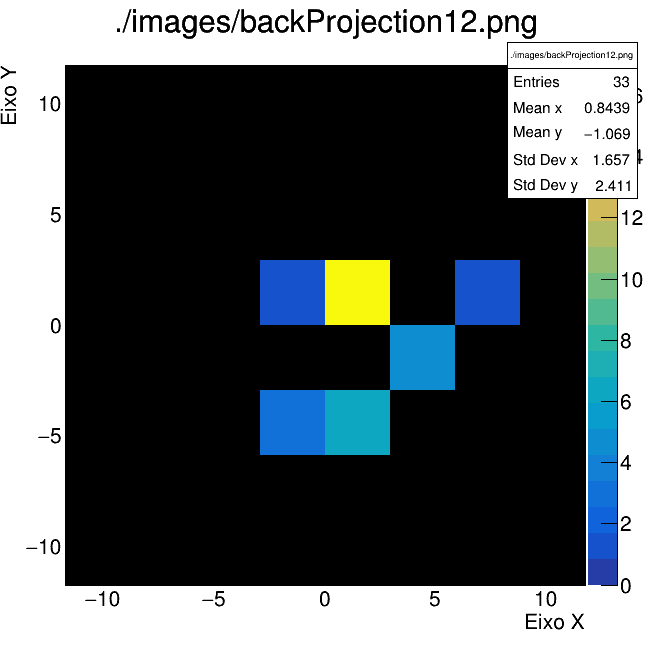 ./images/backProjection12.png
./images/backProjection12.png
Entries 33
Mean x 0.8439
Mean y −1.069
Std Dev x 1.657
Std Dev y 2.411
Eixo Y
10
5
0
−5
−10
12
10
8
6
4
2
0
−10 −5 0 5 10
Eixo X